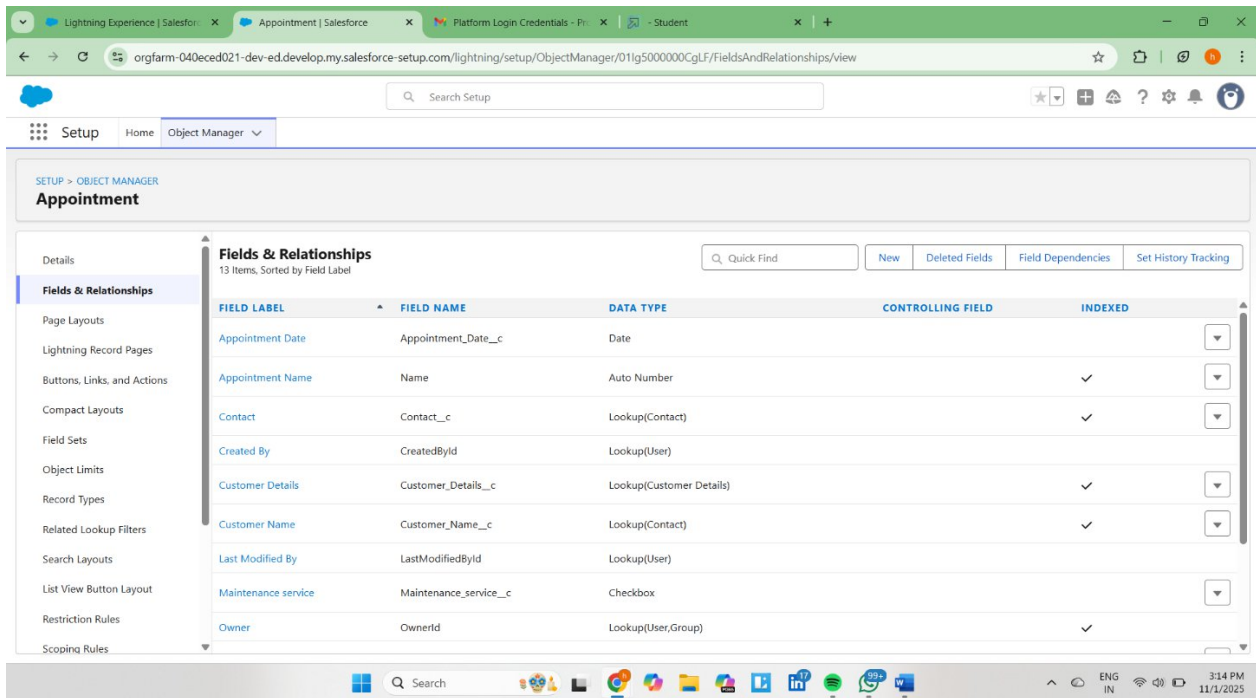 Lightning Experience | Salesforc
Appointment | Salesforce
Platform Login Credentials - Pr
- Student
orgfarm-040eced021-dev-ed.develop.my.salesforce-setup.com/lightning/setup/ObjectManager/01Ig5000000CgLF/FieldsAndRelationships/view
h
Search Setup
Setup
Home
Object Manager
SETUP > OBJECT MANAGER
Appointment
Details
Fields & Relationships
Page Layouts
Lightning Record Pages
Buttons, Links, and Actions
Compact Layouts
Field Sets
Object Limits
Record Types
Related Lookup Filters
Search Layouts
List View Button Layout
Restriction Rules
Scoping Rules
Fields & Relationships
13 Items, Sorted by Field Label
Quick Find
New
Deleted Fields
Field Dependencies
Set History Tracking
FIELD LABEL FIELD NAME DATA TYPE CONTROLLING FIELD INDEXED
Appointment Date Appointment_Date__c Date
Appointment Name Name Auto Number
Contact Contact__c Lookup(Contact)
Created By CreatedById Lookup(User)
Customer Details Customer_Details__c Lookup(Customer Details)
Customer Name Customer_Name__c Lookup(Contact)
Last Modified By LastModifiedById Lookup(User)
Maintenance service Maintenance_service__c Checkbox
Owner OwnerId Lookup(User,Group)
Search
17
99+
ENG
IN
3:14 PM
11/1/2025